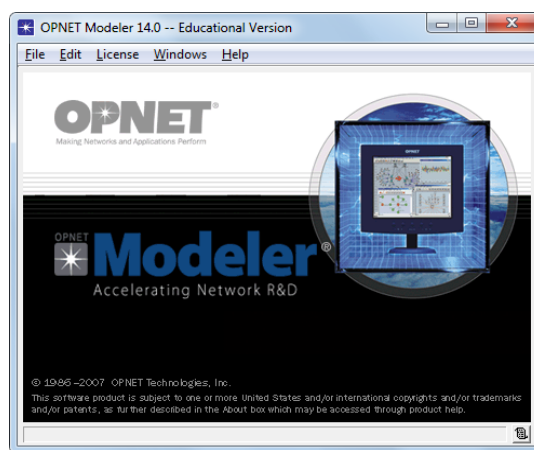 OPNET Modeler 14.0 -- Educational Version
File Edit License Windows Help
OPNET®
Making Networks and Applications Perform
OPNET
OPNET
Modeler®
Accelerating Network R&D
© 1986-2007 OPNET Technologies, Inc.
This software product is subject to one or more United States and/or international copyrights and/or trademarks
and/or patents, as further described in the About box which may be accessed through product help.